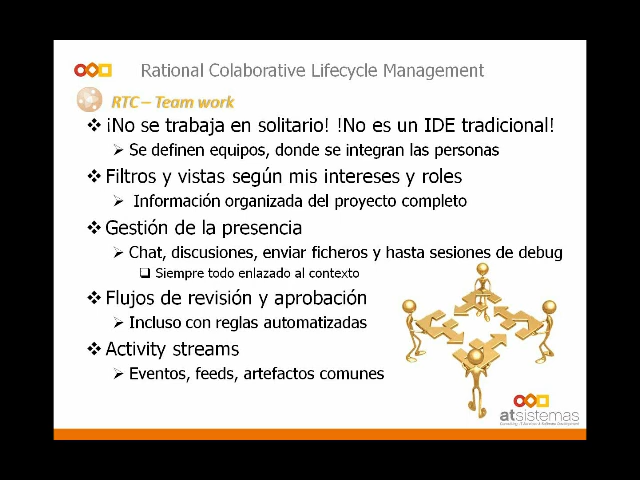 Rational Colaborative Lifecycle Management
RTC – Team work
❖ ¡No se trabaja en solitario! !No es un IDE tradicional!
➢ Se definen equipos, donde se integran las personas
❖ Filtros y vistas según mis intereses y roles
➢ Información organizada del proyecto completo
❖ Gestión de la presencia
➢ Chat, discusiones, enviar ficheros y hasta sesiones de debug
❑ Siempre todo enlazado al contexto
❖ Flujos de revisión y aprobación
➢ Incluso con reglas automatizadas
❖ Activity streams
➢ Eventos, feeds, artefactos comunes
atsistemas